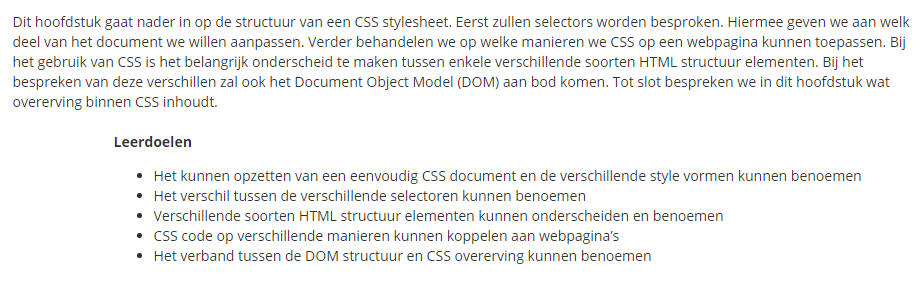 Dit hoofdstuk gaat nader in op de structuur van een CSS stylesheet. Eerst zullen selectors worden besproken. Hiermee geven we aan welk
deel van het document we willen aanpassen. Verder behandelen we op welke manieren we CSS op een webpagina kunnen toepassen. Bij
het gebruik van CSS is het belangrijk onderscheid te maken tussen enkele verschillende soorten HTML structuur elementen. Bij het
bespreken van deze verschillen zal ook het Document Object Model (DOM) aan bod komen. Tot slot bespreken we in dit hoofdstuk wat
overerving binnen CSS inhoudt.
Leerdoelen
• Het kunnen opzetten van een eenvoudig CSS document en de verschillende style vormen kunnen benoemen
• Het verschil tussen de verschillende selectoren kunnen benoemen
• Verschillende soorten HTML structuur elementen kunnen onderscheiden en benoemen
• CSS code op verschillende manieren kunnen koppelen aan webpagina’s
• Het verband tussen de DOM structuur en CSS overerving kunnen benoemen